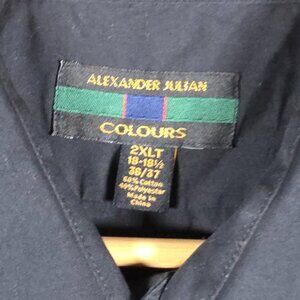 ALEXANDER JULIAN
COLOURS
2XLT
18-18½
36/37
60% Cotton
40% Polyester
Made In
China